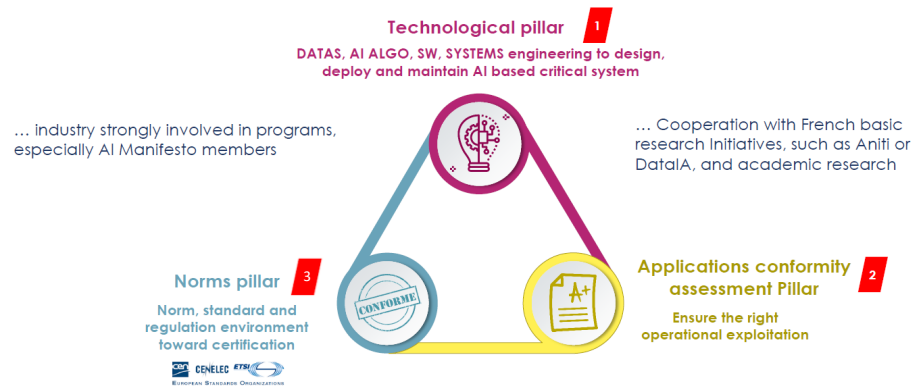 Technological pillar
1
DATAS, AI ALGO, SW, SYSTEMS engineering to design,
deploy and maintain AI based critical system
… industry strongly involved in programs,
especially AI Manifesto members
… Cooperation with French basic
research Initiatives, such as Aniti or
DataIA, and academic research
Norms pillar
3
Norm, standard and
regulation environment
toward certification
CONFORME
A+
Applications conformity
assessment Pillar
2
Ensure the right
operational exploitation
cen CENELEC ETSI
EUROPEAN STANDARDS ORGANIZATIONS